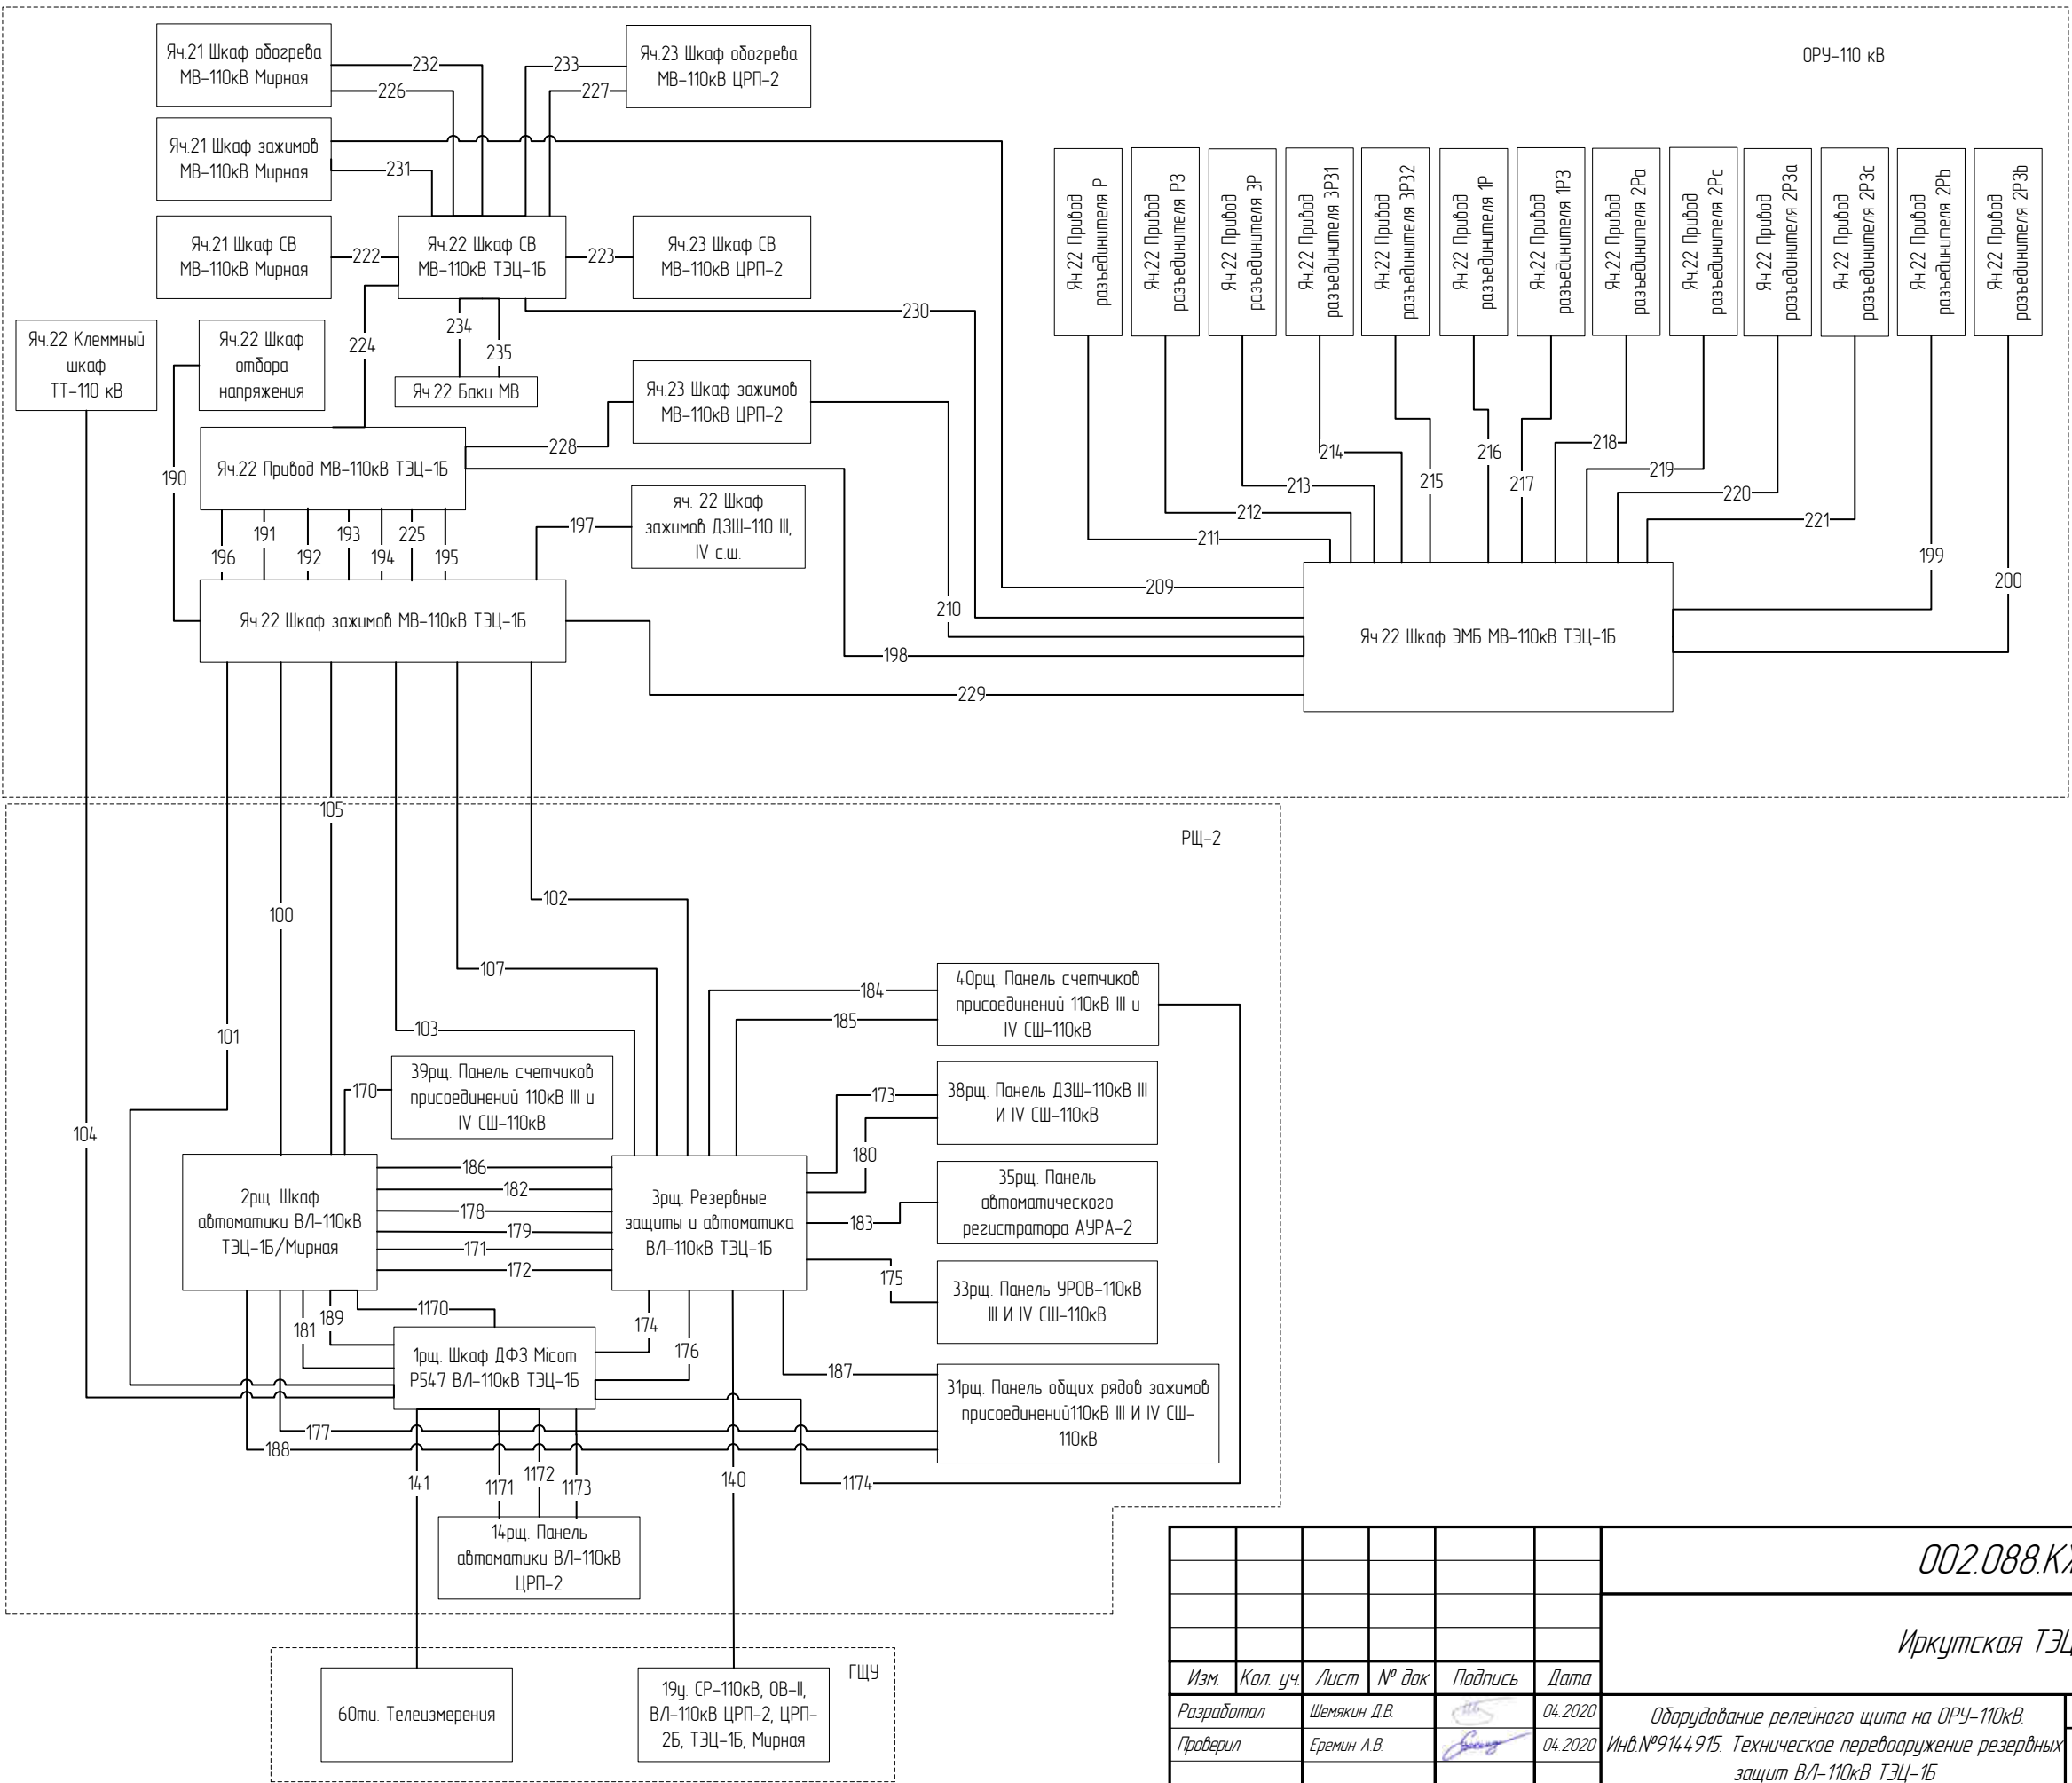 ОРУ-110 кВ
Яч.21 Шкаф обогрева
МВ-110кВ Мирная
232
226
233
227
Яч.23 Шкаф обогрева
МВ-110кВ ЦРП-2
Яч.21 Шкаф зажимов
МВ-110кВ Мирная
231
Яч.21 Шкаф СВ
МВ-110кВ Мирная
222
Яч.22 Шкаф СВ
МВ-110кВ ТЭЦ-1Б
223
Яч.23 Шкаф СВ
МВ-110кВ ЦРП-2
230
234
235
224
Яч.22 Клеммный
шкаф
ТТ-110 кВ
Яч.22 Шкаф
отбора
напряжения
Яч.22 Баки МВ
Яч.23 Шкаф зажимов
МВ-110кВ ЦРП-2
228
190
Яч.22 Привод МВ-110кВ ТЭЦ-1Б
196
191
192
193
194
225
195
197
яч. 22 Шкаф
зажимов ДЗШ-110 III,
IV с.ш.
Яч.22 Шкаф зажимов МВ-110кВ ТЭЦ-1Б
209
210
198
229
Яч.22 Привод
разъединителя Р
Яч.22 Привод
разъединителя РЗ
Яч.22 Привод
разъединителя ЗР
Яч.22 Привод
разъединителя ЗРЗ1
Яч.22 Привод
разъединителя ЗРЗ2
Яч.22 Привод
разъединителя 1Р
Яч.22 Привод
разъединителя 1РЗ
Яч.22 Привод
разъединителя 2Ра
Яч.22 Привод
разъединителя 2Рс
Яч.22 Привод
разъединителя 2РЗа
Яч.22 Привод
разъединителя 2РЗс
Яч.22 Привод
разъединителя 2Рb
Яч.22 Привод
разъединителя 2РЗb
211
212
213
214
215
216
217
218
219
220
221
199
200
Яч.22 Шкаф ЭМБ МВ-110кВ ТЭЦ-1Б
РЩ-2
105
100
102
107
103
101
104
184
185
40рщ. Панель счетчиков
присоединений 110кВ III и
IV СШ-110кВ
170
39рщ. Панель счетчиков
присоединений 110кВ III и
IV СШ-110кВ
173
180
38рщ. Панель ДЗШ-110кВ III
И IV СШ-110кВ
2рщ. Шкаф
автоматики ВЛ-110кВ
ТЭЦ-1Б/Мирная
186
182
178
179
171
172
3рщ. Резервные
защиты и автоматика
ВЛ-110кВ ТЭЦ-1Б
183
35рщ. Панель
автоматического
регистратора АУРА-2
175
33рщ. Панель УРОВ-110кВ
III И IV СШ-110кВ
181
189
1170
174
176
187
1рщ. Шкаф ДФЗ Micom
Р547 ВЛ-110кВ ТЭЦ-1Б
31рщ. Панель общих рядов зажимов
присоединений110кВ III И IV СШ-
110кВ
177
188
141
1171
1172
1173
140
1174
14рщ. Панель
автоматики ВЛ-110кВ
ЦРП-2
ГЩУ
60ти. Телеизмерения
19у. СР-110кВ, ОВ-II,
ВЛ-110кВ ЦРП-2, ЦРП-
2Б, ТЭЦ-1Б, Мирная
002.088.КЖ
Иркутская ТЭЦ
Изм. Кол. уч. Лист № док Подпись Дата
Разработал Шемякин Д.В. 04.2020
Проверил Еремин А.В. 04.2020
Оборудование релейного щита на ОРУ-110кВ.
Инв.№9144915. Техническое перевооружение резервных
защит ВЛ-110кВ ТЭЦ-1Б